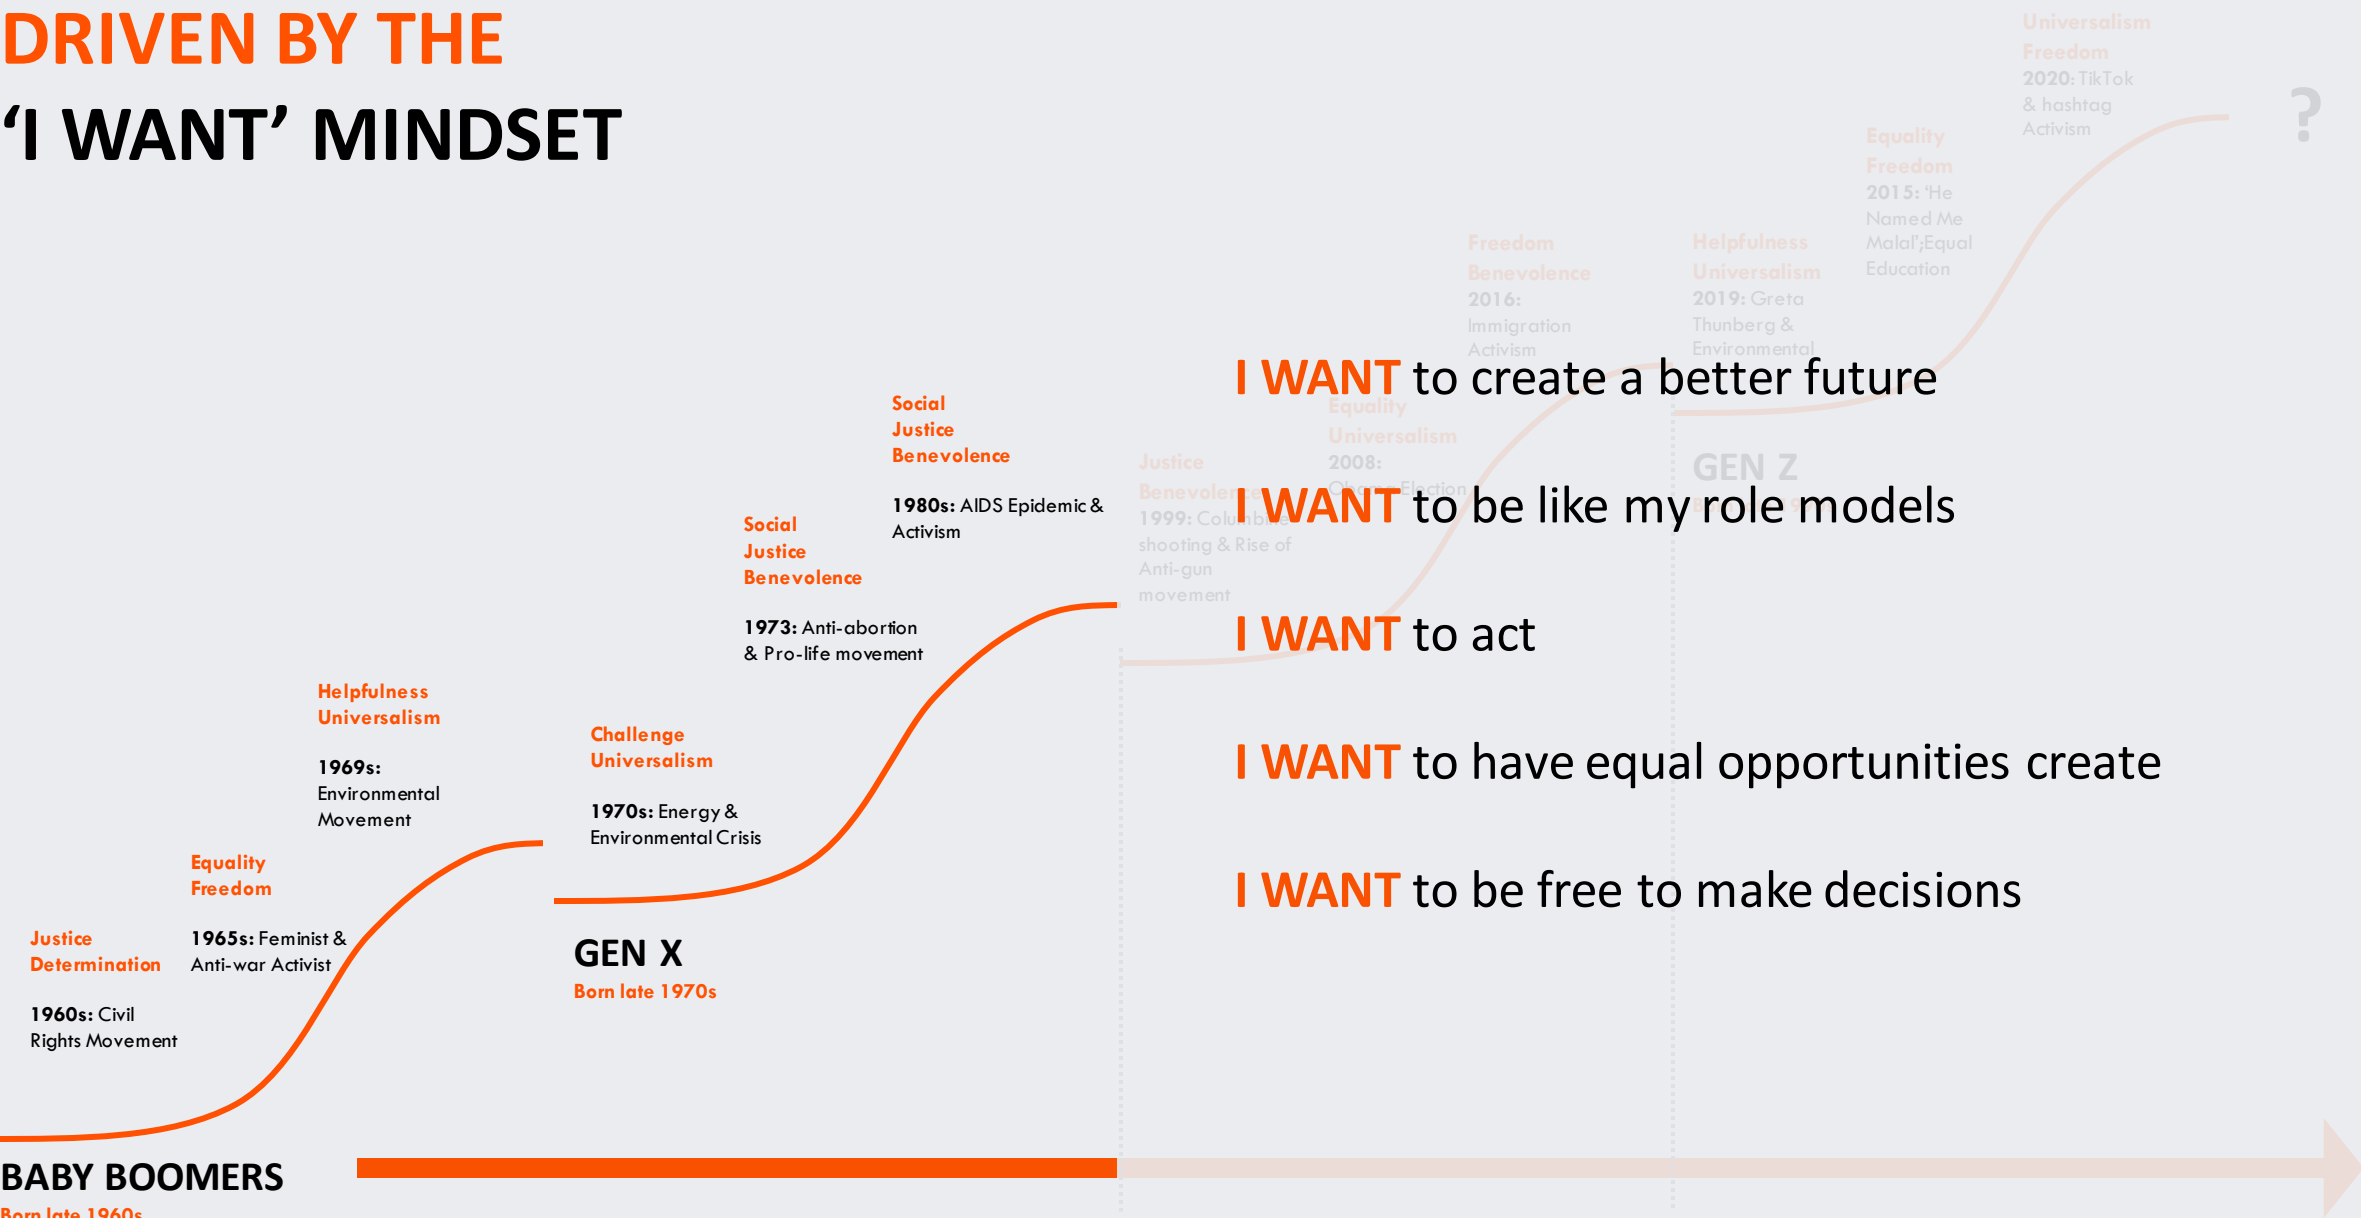 DRIVEN BY THE
‘I WANT’ MINDSET
Universalism
Freedom
2020: TikTok
& hashtag
Activism
?
Equality
Freedom
2015: 'He
Named Me
Malal';Equal
Education
Freedom
Benevolence
2016:
Immigration
Activism
Helpfulness
Universalism
2019: Greta
Thunberg &
Environmental
Social
Justice
Benevolence
1980s: AIDS Epidemic &
Activism
Social
Justice
Benevolence
1973: Anti-abortion
& Pro-life movement
Justice
Benevolence
1999: Columbine
shooting & Rise of
Anti-gun
movement
Equality
Universalism
2008:
Obama Election
GEN Z
I WANT to create a better future
I WANT to be like my role models
I WANT to act
I WANT to have equal opportunities create
I WANT to be free to make decisions
Helpfulness
Universalism
1969s:
Environmental
Movement
Challenge
Universalism
1970s: Energy &
Environmental Crisis
Equality
Freedom
1965s: Feminist &
Anti-war Activist
Justice
Determination
1960s: Civil
Rights Movement
GEN X
Born late 1970s
BABY BOOMERS
Born late 1960s